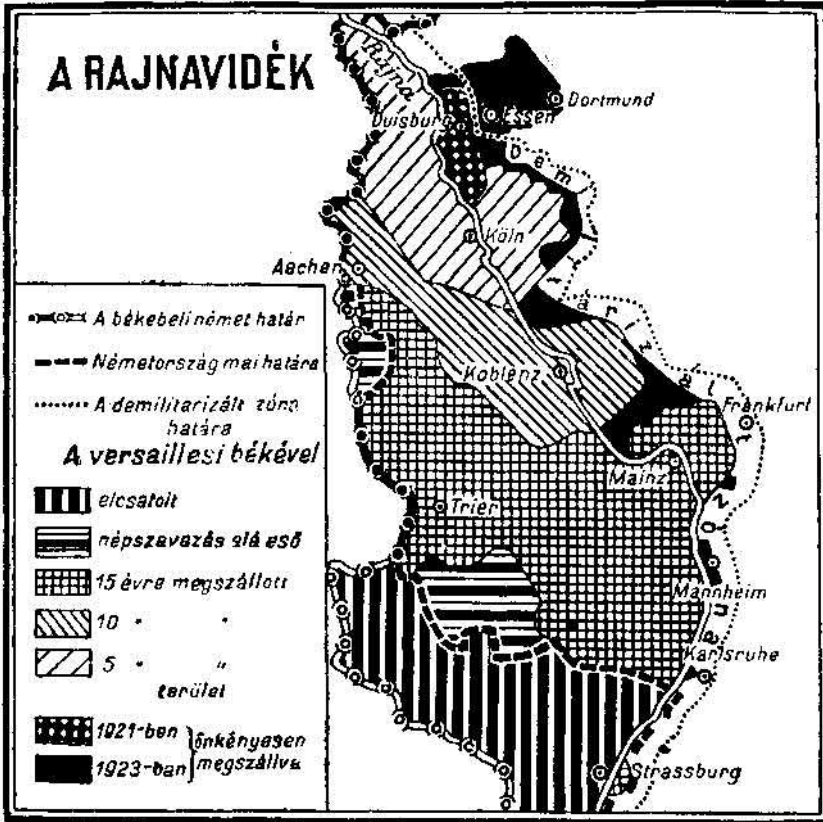 A RAJNAVIDÉK
Rajna
Dortmund
Essen
Duisburg
Köln
Aachen
Koblenz
Frankfurt
Mainz
Trier
Mannheim
Karlsruhe
Strassburg
A békebeli német határ
Németország mai határa
A demilitarizált zóna
határa
A versaillesi békével
elcsatolt
népszavazás alá eső
15 évre megszállott
10 " "
5 " "
terület
1921-ben
1923-ban
önkényesen
megszállva